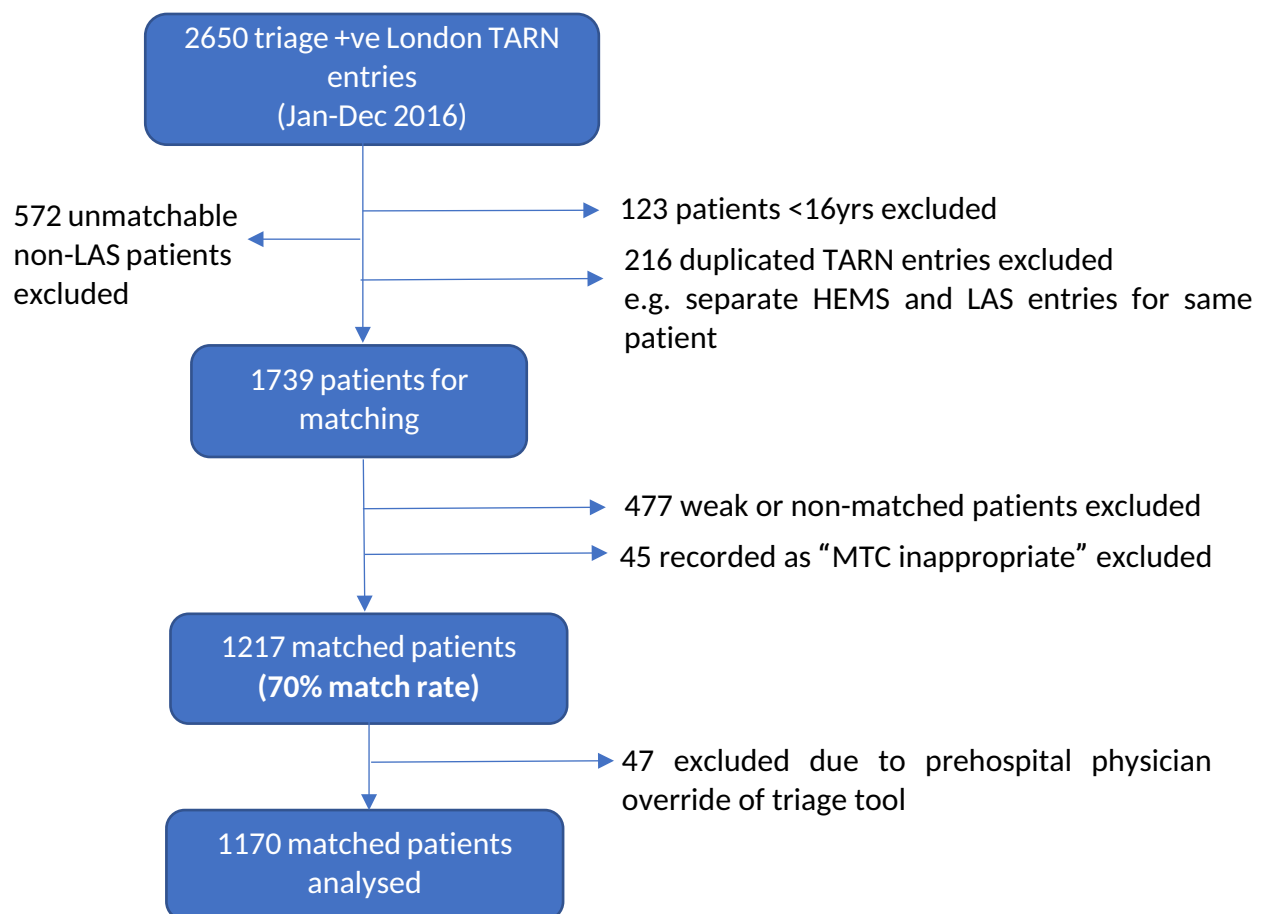 2650 triage +ve London TARN
entries
(Jan-Dec 2016)
572 unmatchable
non-LAS patients
excluded
123 patients <16yrs excluded
216 duplicated TARN entries excluded
e.g. separate HEMS and LAS entries for same
patient
1739 patients for
matching
477 weak or non-matched patients excluded
45 recorded as “MTC inappropriate” excluded
1217 matched patients
(70% match rate)
47 excluded due to prehospital physician
override of triage tool
1170 matched patients
analysed